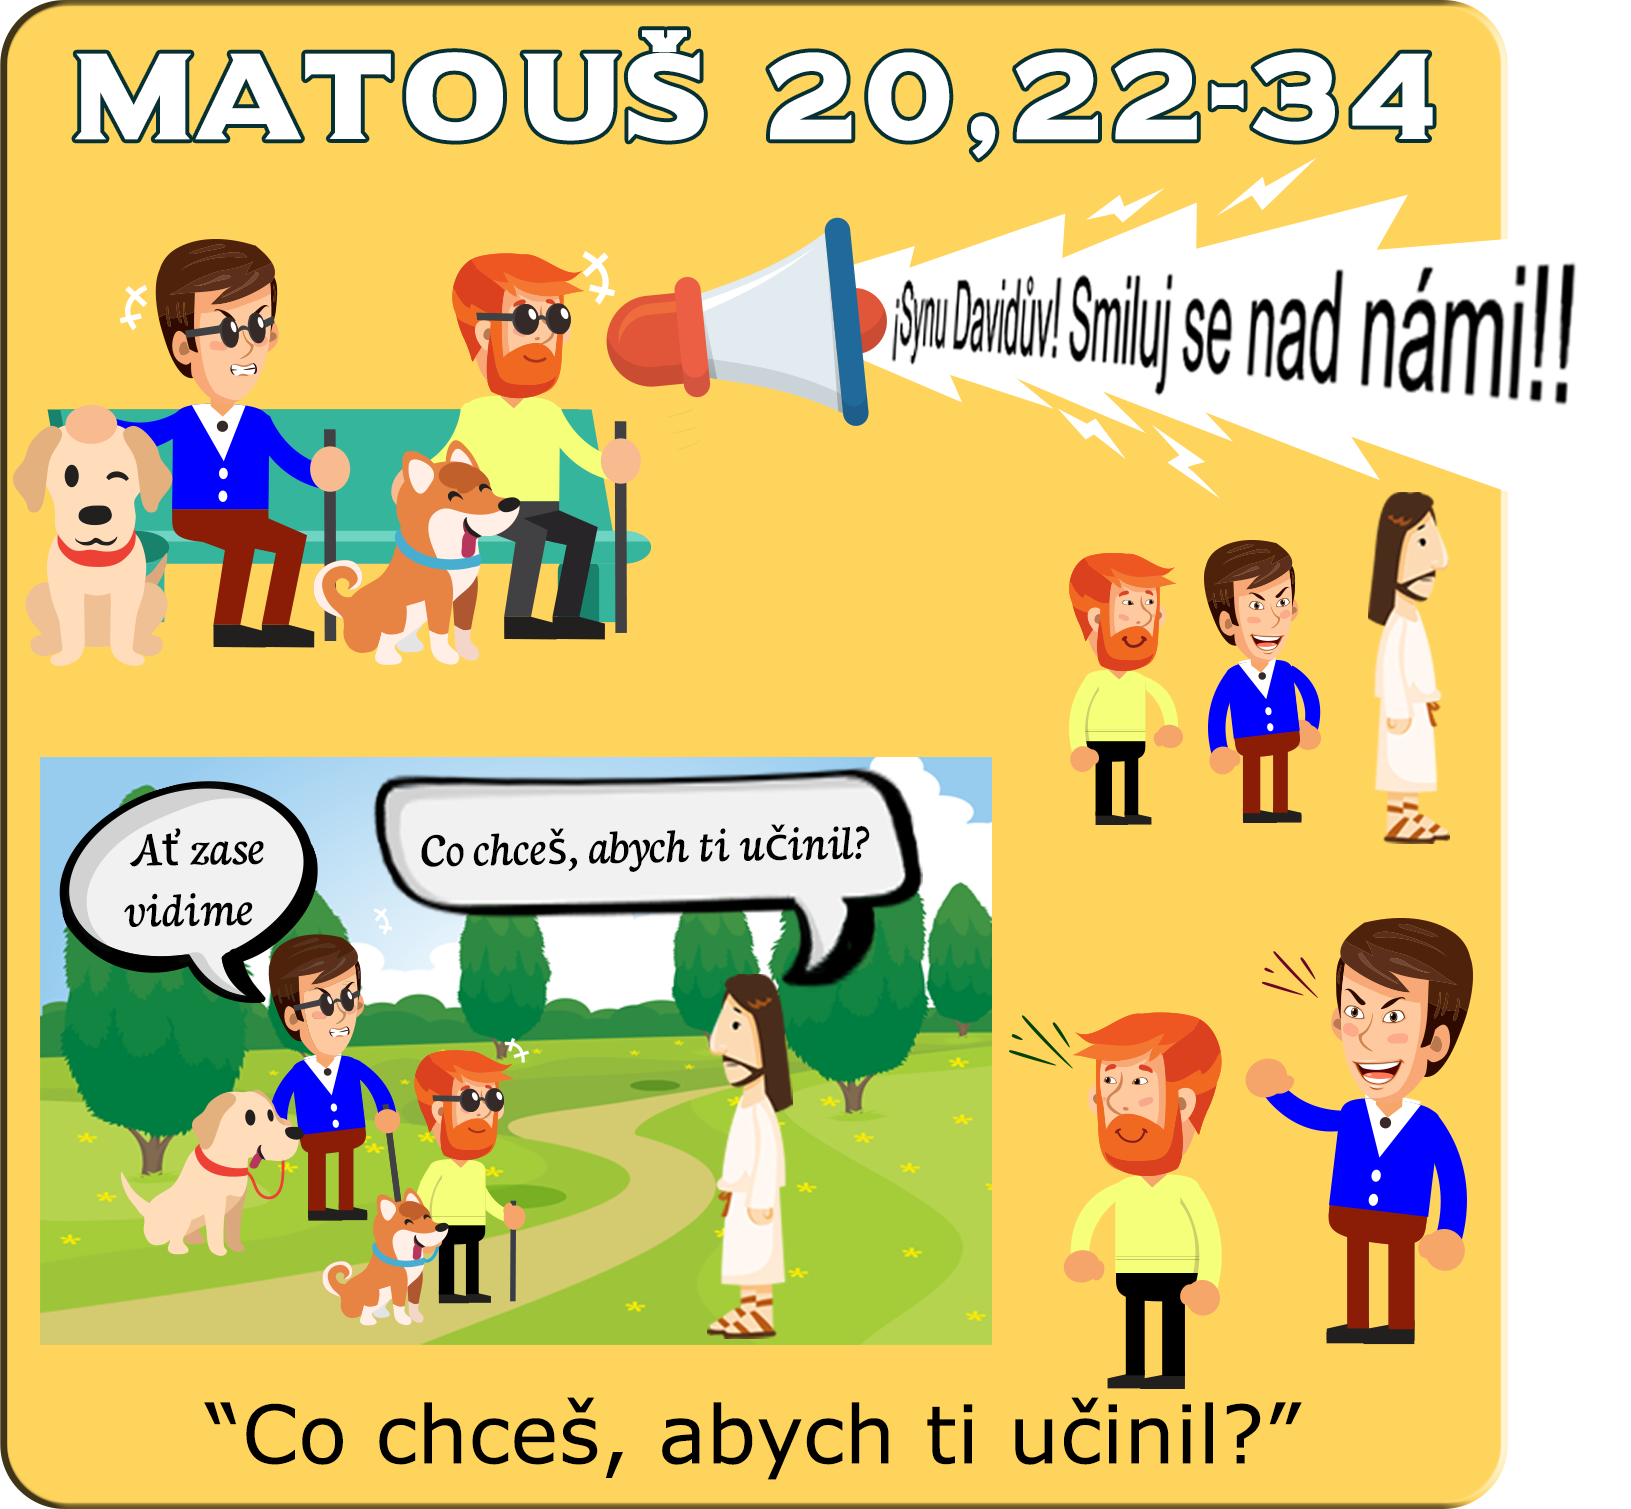 MATOUŠ 20,22-34
¡Synu Davidův! Smiluj se nad námi!!
Ať zase
vidime
Co chceš, abych ti učinil?
“Co chceš, abych ti učinil?”